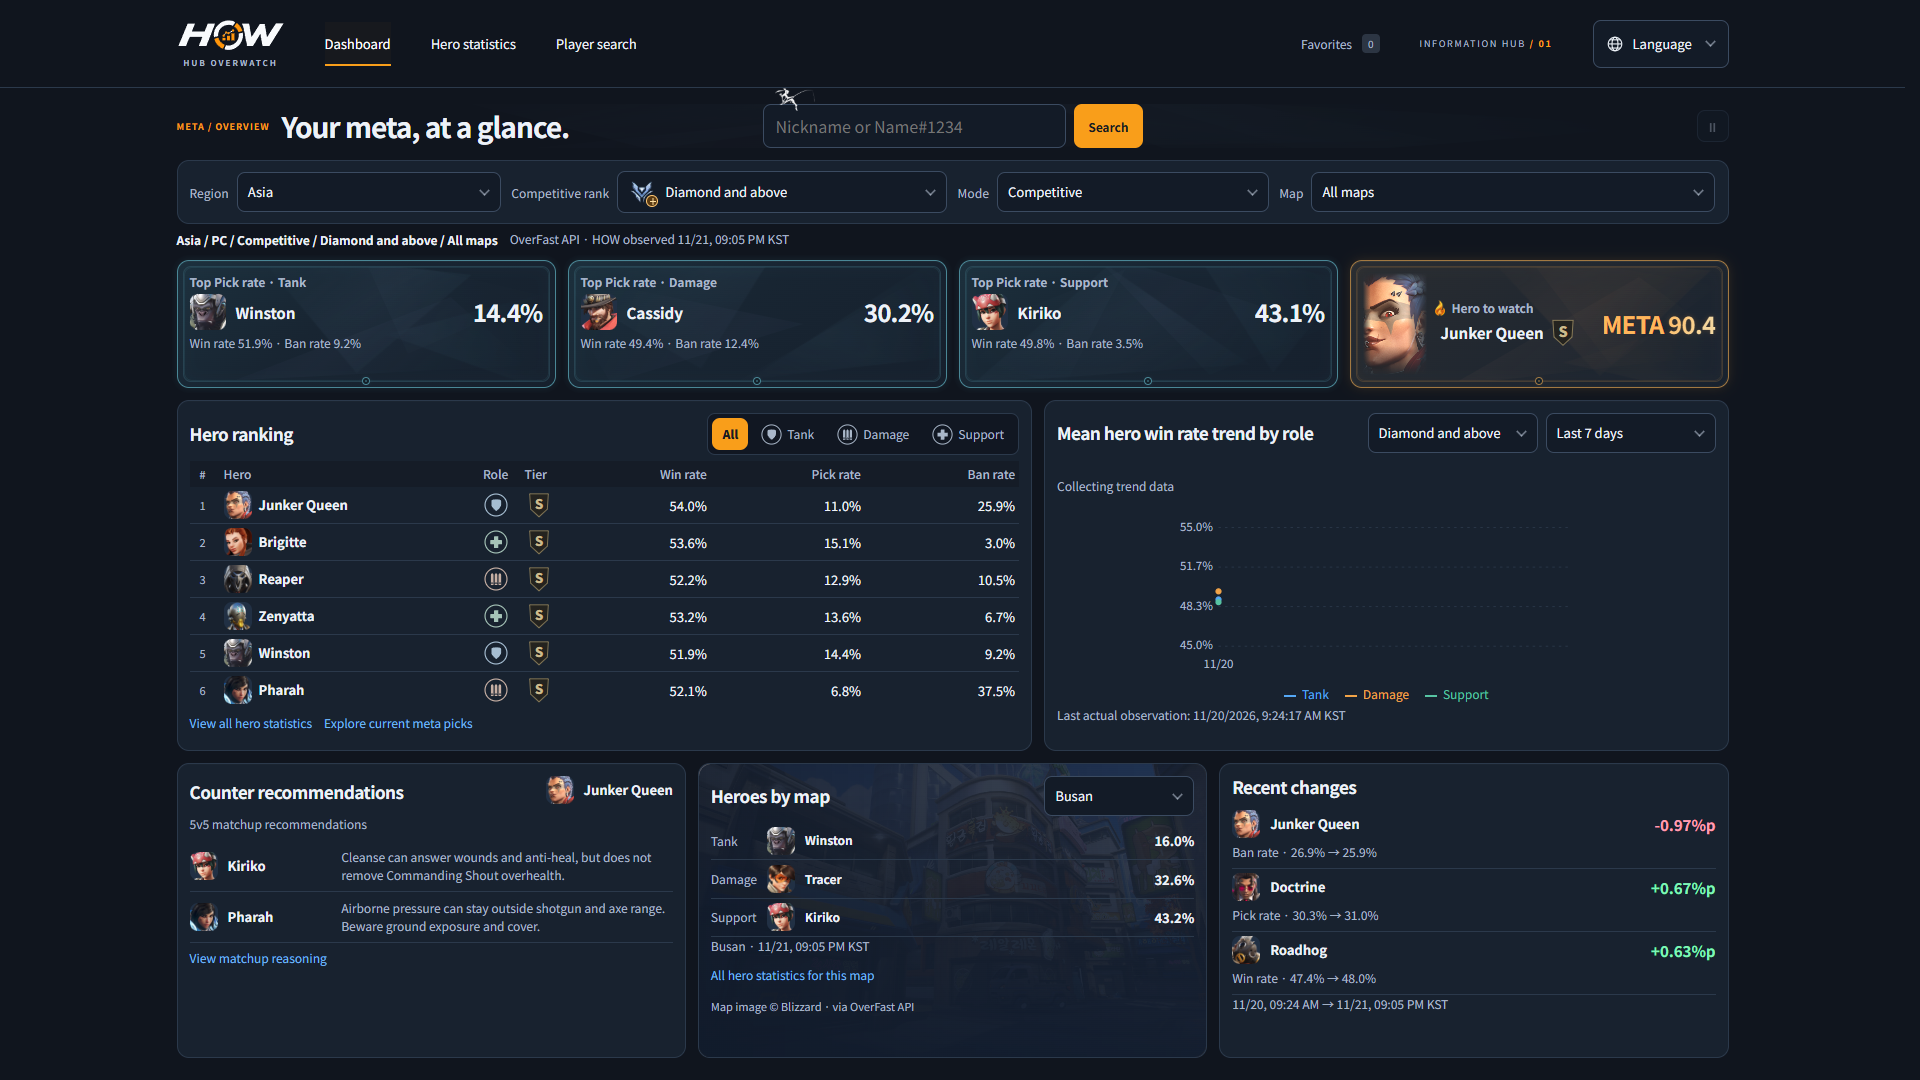 HOW
HUB OVERWATCH
Dashboard
Hero statistics
Player search
Favorites 0
INFORMATION HUB / 01
Language
META / OVERVIEW
Your meta, at a glance.
Nickname or Name#1234
Search
Region
Asia
Competitive rank
Diamond and above
Mode
Competitive
Map
All maps
Asia / PC / Competitive / Diamond and above / All maps
OverFast API · HOW observed 11/21, 09:05 PM KST
Top Pick rate · Tank
Winston
14.4%
Win rate 51.9% · Ban rate 9.2%
Top Pick rate · Damage
Cassidy
30.2%
Win rate 49.4% · Ban rate 12.4%
Top Pick rate · Support
Kiriko
43.1%
Win rate 49.8% · Ban rate 3.5%
Hero to watch
Junker Queen S
META 90.4
Hero ranking
All Tank Damage Support
# Hero Role Tier Win rate Pick rate Ban rate
1 Junker Queen S 54.0% 11.0% 25.9%
2 Brigitte S 53.6% 15.1% 3.0%
3 Reaper S 52.2% 12.9% 10.5%
4 Zenyatta S 53.2% 13.6% 6.7%
5 Winston S 51.9% 14.4% 9.2%
6 Pharah S 52.1% 6.8% 37.5%
View all hero statistics Explore current meta picks
Mean hero win rate trend by role
Diamond and above
Last 7 days
Collecting trend data
55.0%
51.7%
48.3%
45.0%
11/20
Tank Damage Support
Last actual observation: 11/20/2026, 9:24:17 AM KST
Counter recommendations
Junker Queen
5v5 matchup recommendations
Kiriko
Cleanse can answer wounds and anti-heal, but does not
remove Commanding Shout overhealth.
Pharah
Airborne pressure can stay outside shotgun and axe range.
Beware ground exposure and cover.
View matchup reasoning
Heroes by map
Busan
Tank Winston 16.0%
Damage Tracer 32.6%
Support Kiriko 43.2%
Busan · 11/21, 09:05 PM KST
All hero statistics for this map
Map image © Blizzard · via OverFast API
Recent changes
Junker Queen -0.97%p
Ban rate · 26.9% → 25.9%
Doctrine +0.67%p
Pick rate · 30.3% → 31.0%
Roadhog +0.63%p
Win rate · 47.4% → 48.0%
11/20, 09:24 AM → 11/21, 09:05 PM KST